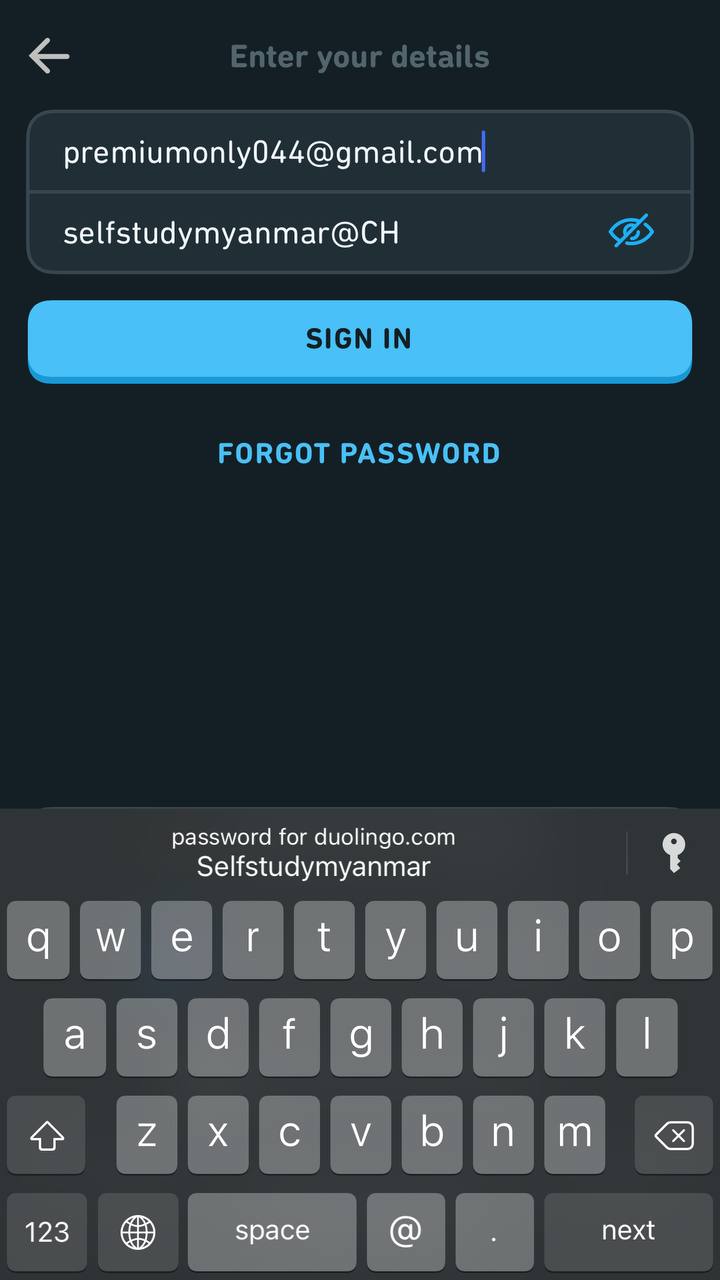 Enter your details
premiumonly044@gmail.com
selfstudymyanmar@CH
SIGN IN
FORGOT PASSWORD
password for duolingo.com
Selfstudymyanmar
q w e r t y u i o p
a s d f g h j k l
z x c v b n m
123 space @ . next